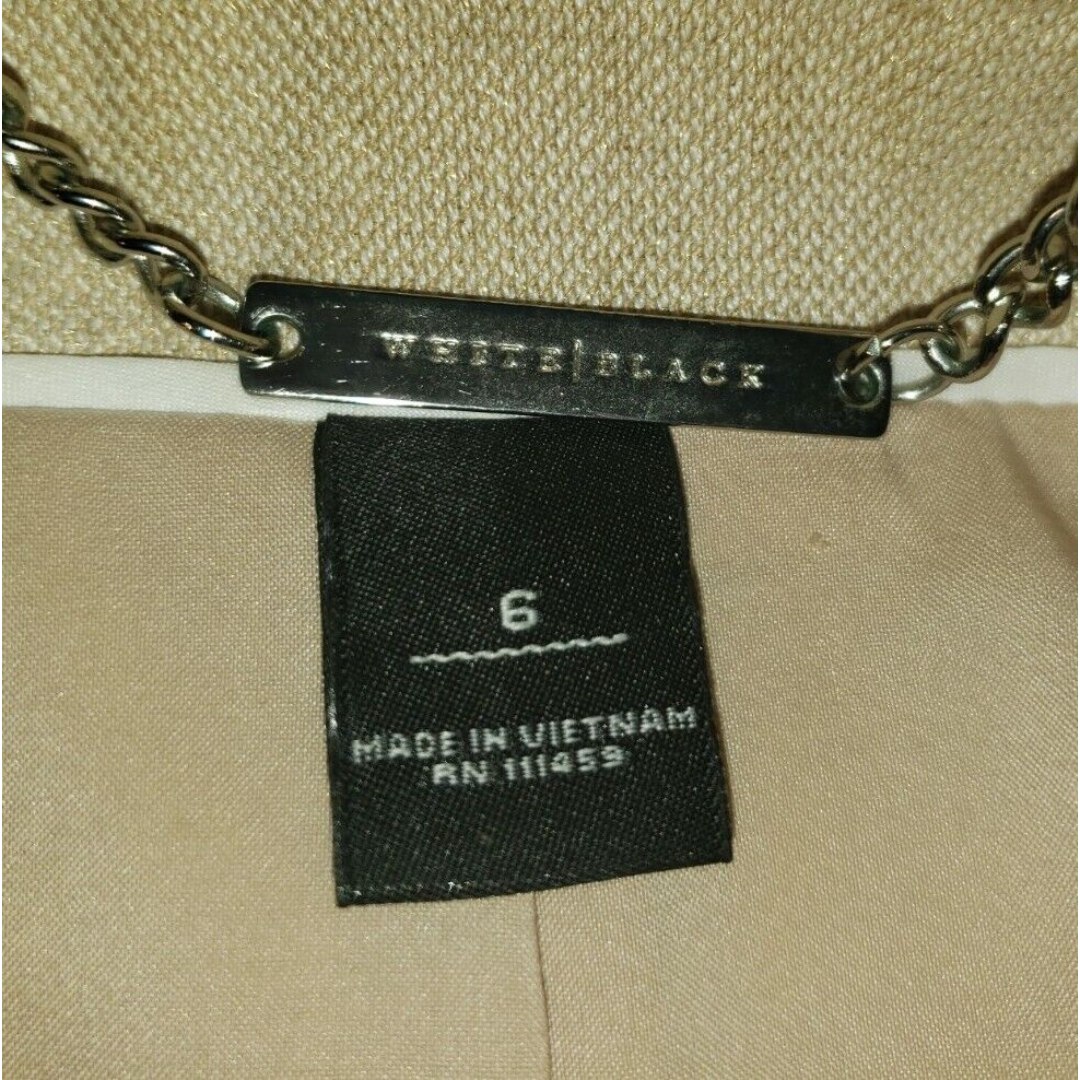 WHITE|BLACK
6
MADE IN VIETNAM
RN 111459